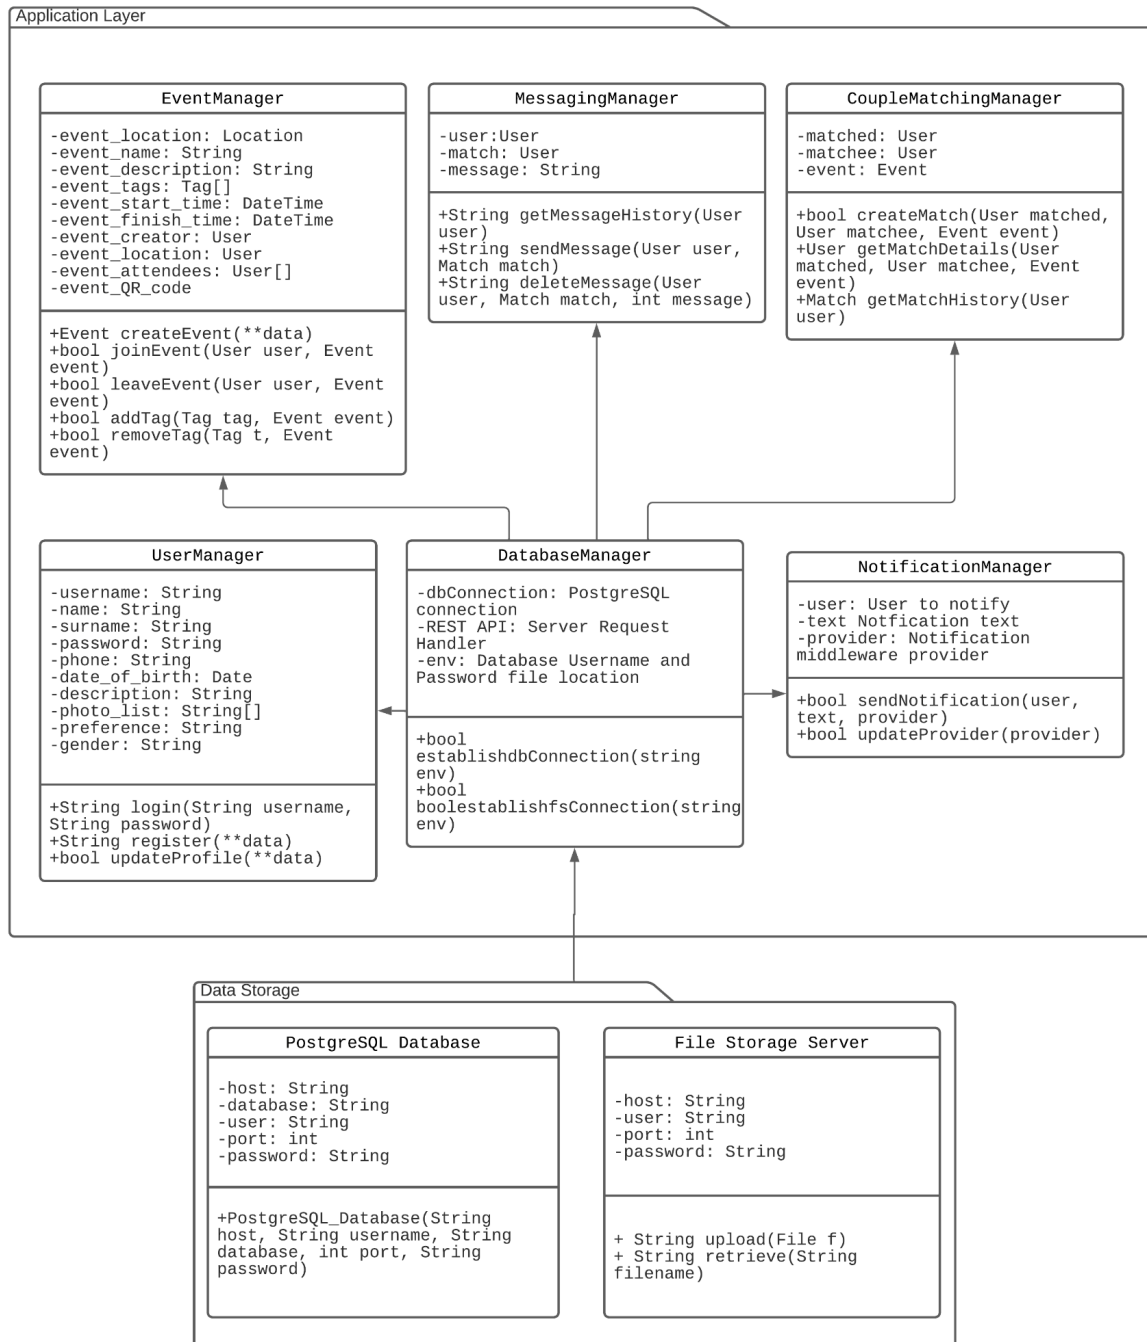 Application Layer
EventManager
-event_location: Location
-event_name: String
-event_description: String
-event_tags: Tag[]
-event_start_time: DateTime
-event_finish_time: DateTime
-event_creator: User
-event_location: User
-event_attendees: User[]
-event_QR_code
+Event createEvent(**data)
+bool joinEvent(User user, Event
event)
+bool leaveEvent(User user, Event
event)
+bool addTag(Tag tag, Event event)
+bool removeTag(Tag t, Event
event)
MessagingManager
-user:User
-match: User
-message: String
+String getMessageHistory(User
user)
+String sendMessage(User user,
Match match)
+String deleteMessage(User
user, Match match, int message)
CoupleMatchingManager
-matched: User
-matchee: User
-event: Event
+bool createMatch(User matched,
User matchee, Event event)
+User getMatchDetails(User
matched, User matchee, Event
event)
+Match getMatchHistory(User
user)
UserManager
-username: String
-name: String
-surname: String
-password: String
-phone: String
-date_of_birth: Date
-description: String
-photo_list: String[]
-preference: String
-gender: String
+String login(String username,
String password)
+String register(**data)
+bool updateProfile(**data)
DatabaseManager
-dbConnection: PostgreSQL
connection
-REST API: Server Request
Handler
-env: Database Username and
Password file location
+bool
establishdbConnection(string
env)
+bool
boolestablishfsConnection(string
env)
NotificationManager
-user: User to notify
-text Notfication text
-provider: Notification
middleware provider
+bool sendNotification(user,
text, provider)
+bool updateProvider(provider)
Data Storage
PostgreSQL Database
-host: String
-database: String
-user: String
-port: int
-password: String
+PostgreSQL_Database(String
host, String username, String
database, int port, String
password)
File Storage Server
-host: String
-user: String
-port: int
-password: String
+ String upload(File f)
+ String retrieve(String
filename)